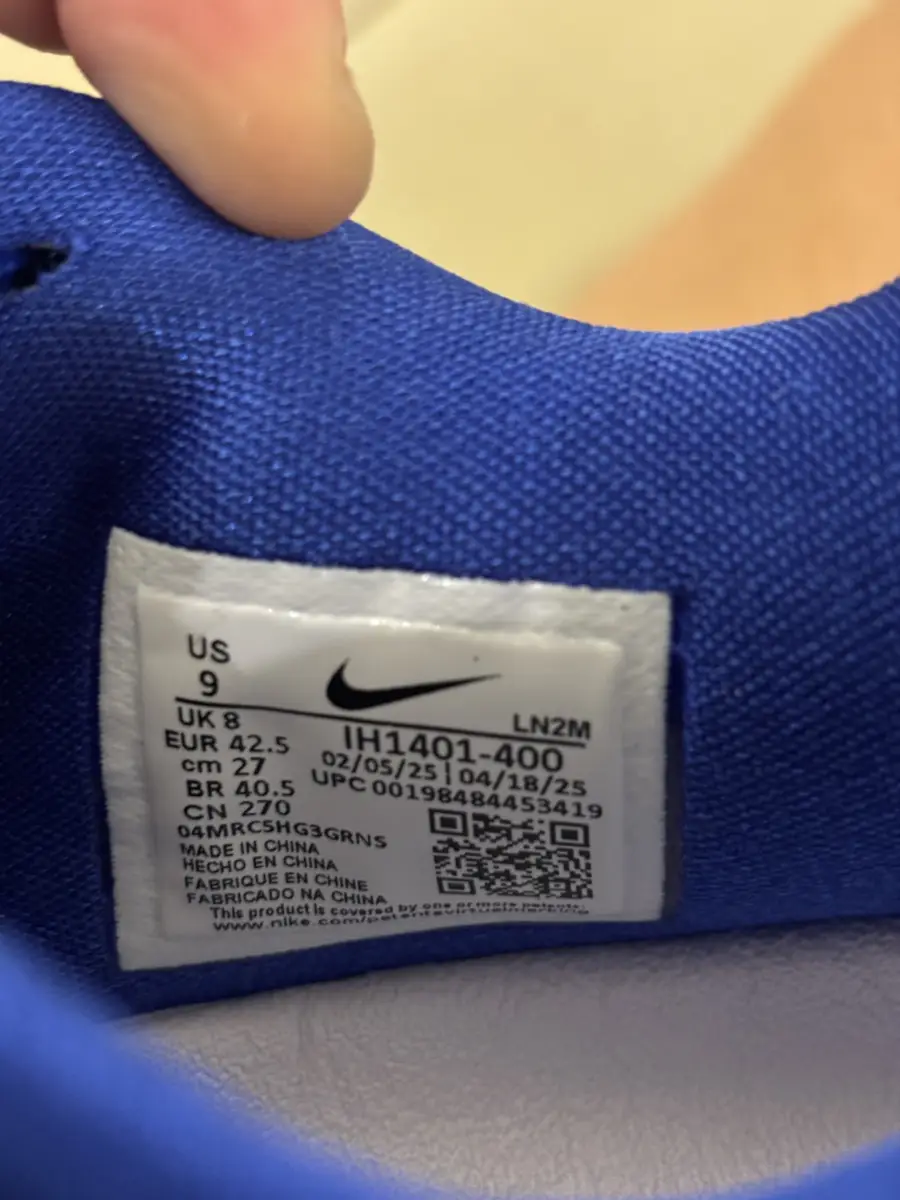 US
9
LN2M
UK 8
IH1401-400
EUR 42.5
02/05/25 | 04/18/25
cm 27
UPC 00198484453419
BR 40.5
CN 270
04MRC5HG3GRNS
MADE IN CHINA
HECHO EN CHINA
FABRIQUE EN CHINE
FABRICADO NA CHINA
This product is covered by one or more patents:
www.nike.com/patentsvirtualmarking